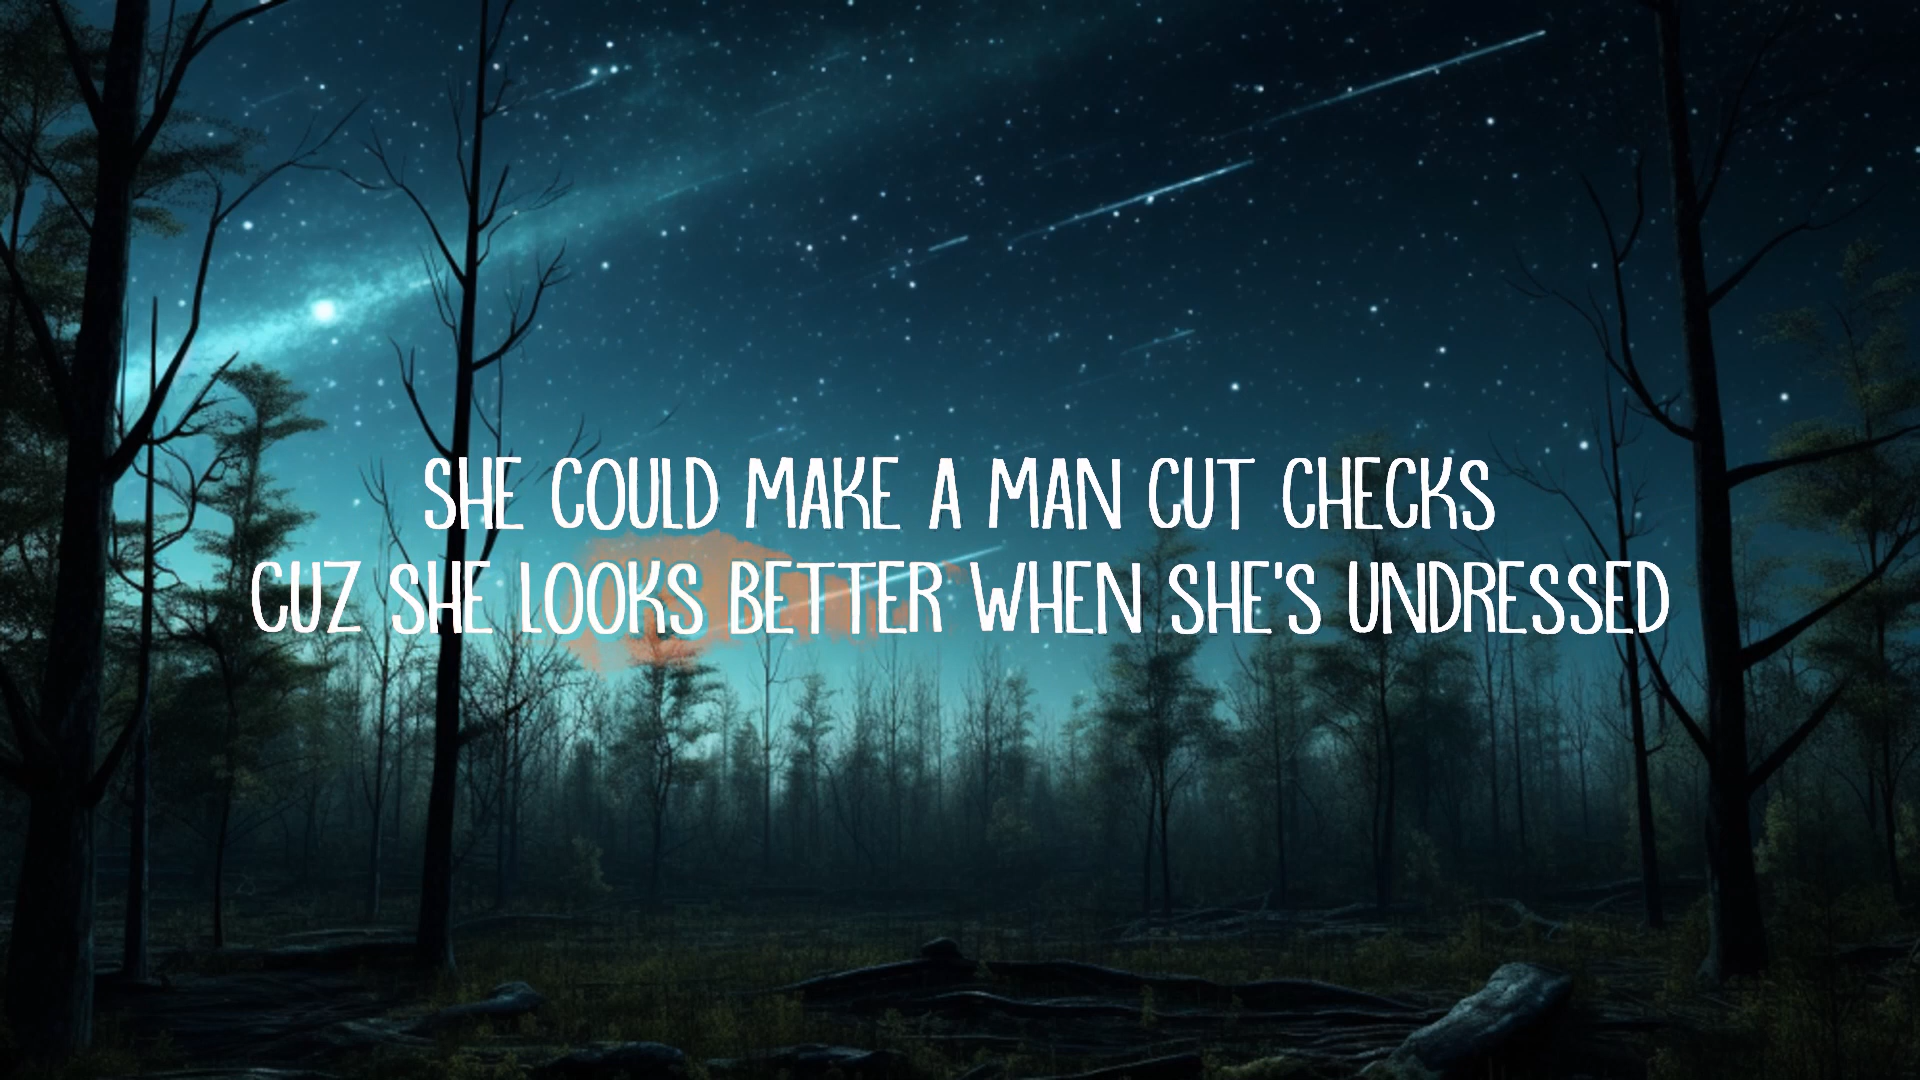 SHE COULD MAKE A MAN CUT CHECKS
CUZ SHE LOOKS BETTER WHEN SHE'S UNDRESSED